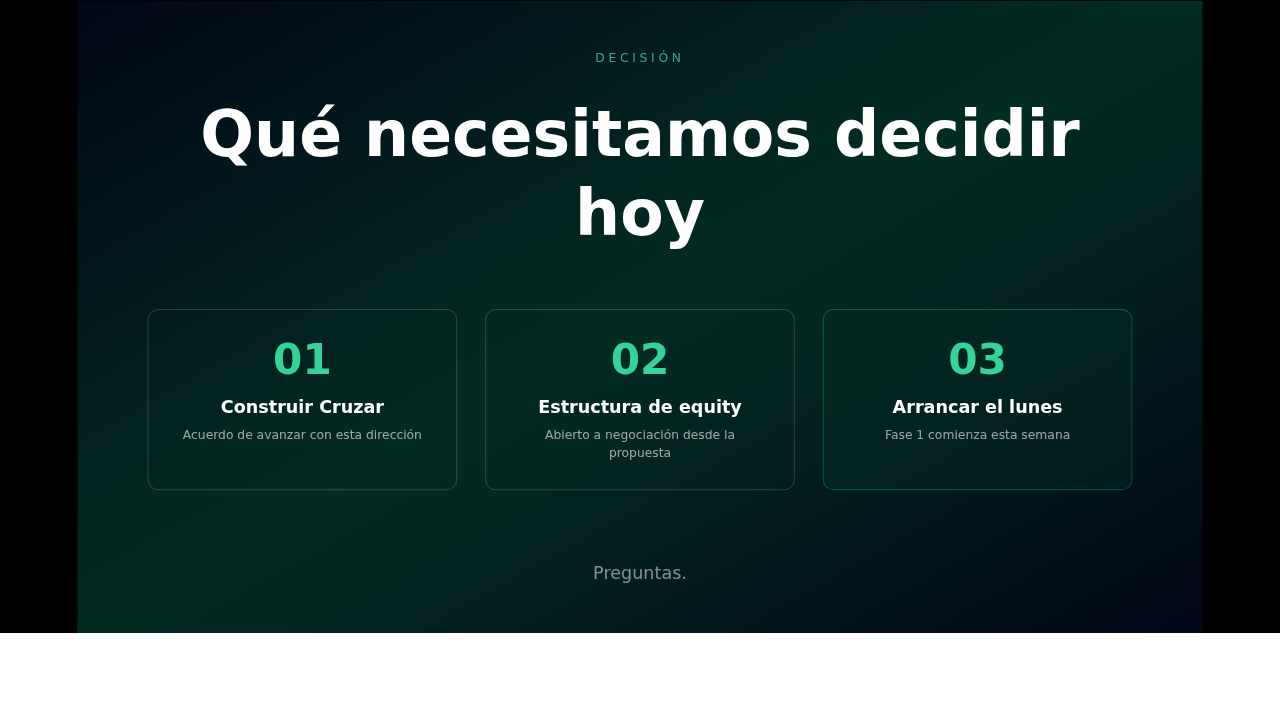 DECISIÓN
Qué necesitamos decidir
hoy
01
Construir Cruzar
Acuerdo de avanzar con esta dirección
02
Estructura de equity
Abierto a negociación desde la
propuesta
03
Arrancar el lunes
Fase 1 comienza esta semana
Preguntas.